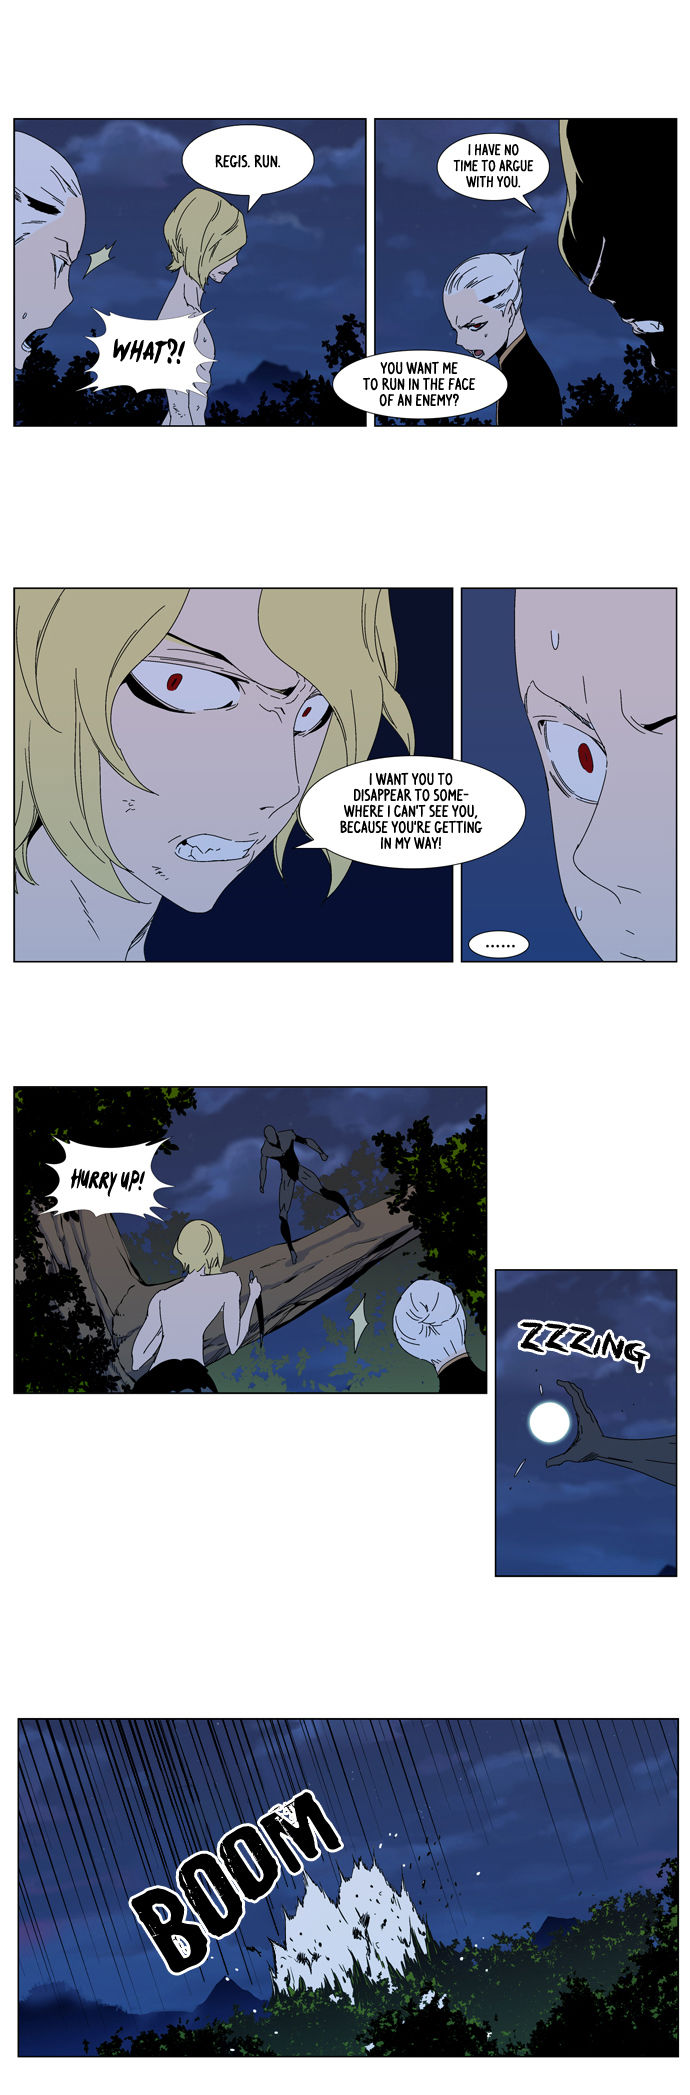 REGIS. RUN.
WHAT?!
I HAVE NO
TIME TO ARGUE
WITH YOU.
YOU WANT ME
TO RUN IN THE FACE
OF AN ENEMY?
I WANT YOU TO
DISAPPEAR TO SOME-
WHERE I CAN'T SEE YOU,
BECAUSE YOU'RE GETTING
IN MY WAY!
......
HURRY UP!
ZZZING
BOOM